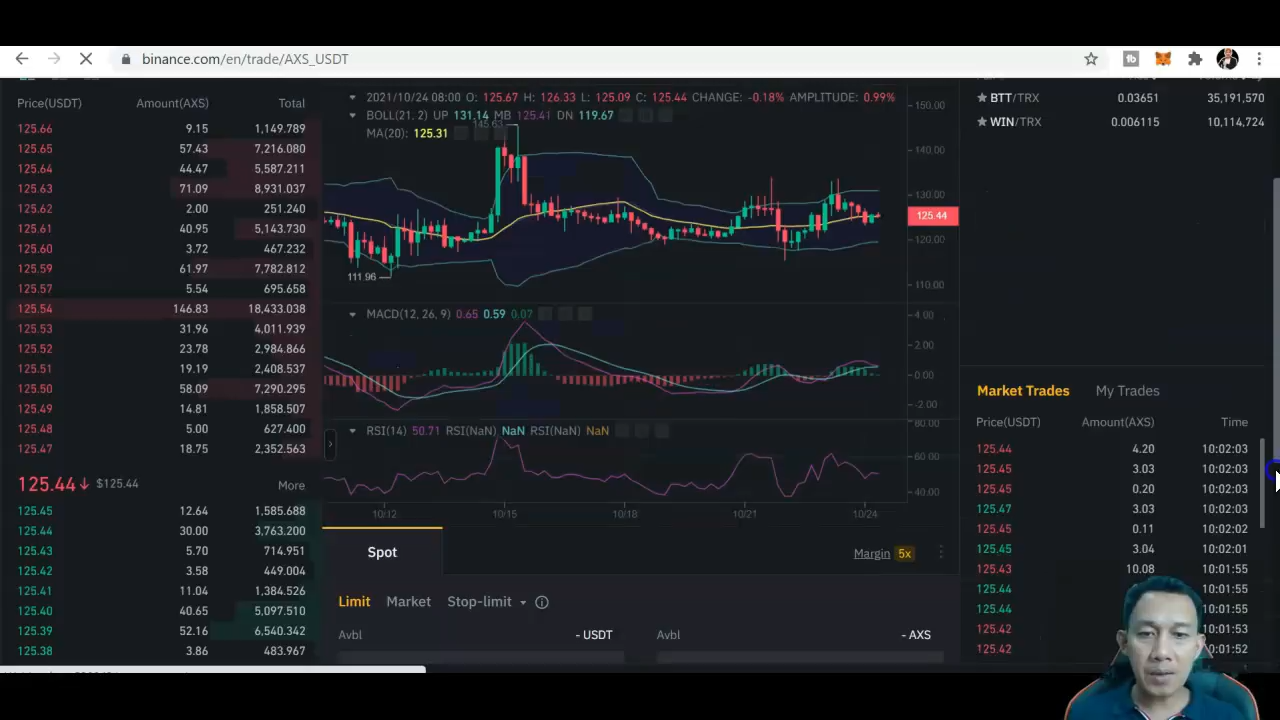 binance.com/en/trade/AXS_USDT
Price(USDT) Amount(AXS) Total
125.66 9.15 1,149.789
125.65 57.43 7,216.080
125.64 44.47 5,587.211
125.63 71.09 8,931.037
125.62 2.00 251.240
125.61 40.95 5,143.730
125.60 3.72 467.232
125.59 61.97 7,782.812
125.57 5.54 695.658
125.54 146.83 18,433.038
125.53 31.96 4,011.939
125.52 23.78 2,984.866
125.51 19.19 2,408.537
125.50 58.09 7,290.295
125.49 14.81 1,858.507
125.48 5.00 627.400
125.47 18.75 2,352.563
125.44↓ $125.44 More
125.45 12.64 1,585.688
125.44 30.00 3,763.200
125.43 5.70 714.951
125.42 3.58 449.004
125.41 11.04 1,384.526
125.40 40.65 5,097.510
125.39 52.16 6,540.342
125.38 3.86 483.967
2021/10/24 08:00 O: 125.67 H: 126.33 L: 125.09 C: 125.44 CHANGE: -0.18% AMPLITUDE: 0.99%
BOLL(21, 2) UP 131.14 MB 125.41 DN 119.67
145.63
MA(20): 125.31
111.96
150.00
140.00
130.00
125.44
120.00
110.00
MACD(12, 26, 9) 0.65 0.59 0.07
4.00
2.00
0.00
-2.00
RSI(14) 50.71 RSI(NaN) NaN RSI(NaN) NaN
80.00
60.00
40.00
10/12 10/15 10/18 10/21 10/24
Spot Margin 5x
Limit Market Stop-limit
Avbl - USDT Avbl - AXS
BTT/TRX 0.03651 35,191,570
WIN/TRX 0.006115 10,114,724
Market Trades My Trades
Price(USDT) Amount(AXS) Time
125.44 4.20 10:02:03
125.45 3.03 10:02:03
125.45 0.20 10:02:03
125.47 3.03 10:02:03
125.45 0.11 10:02:02
125.45 3.04 10:02:01
125.43 10.08 10:01:55
125.44 10:01:55
125.44 10:01:55
125.42 10:01:53
125.42 10:01:52